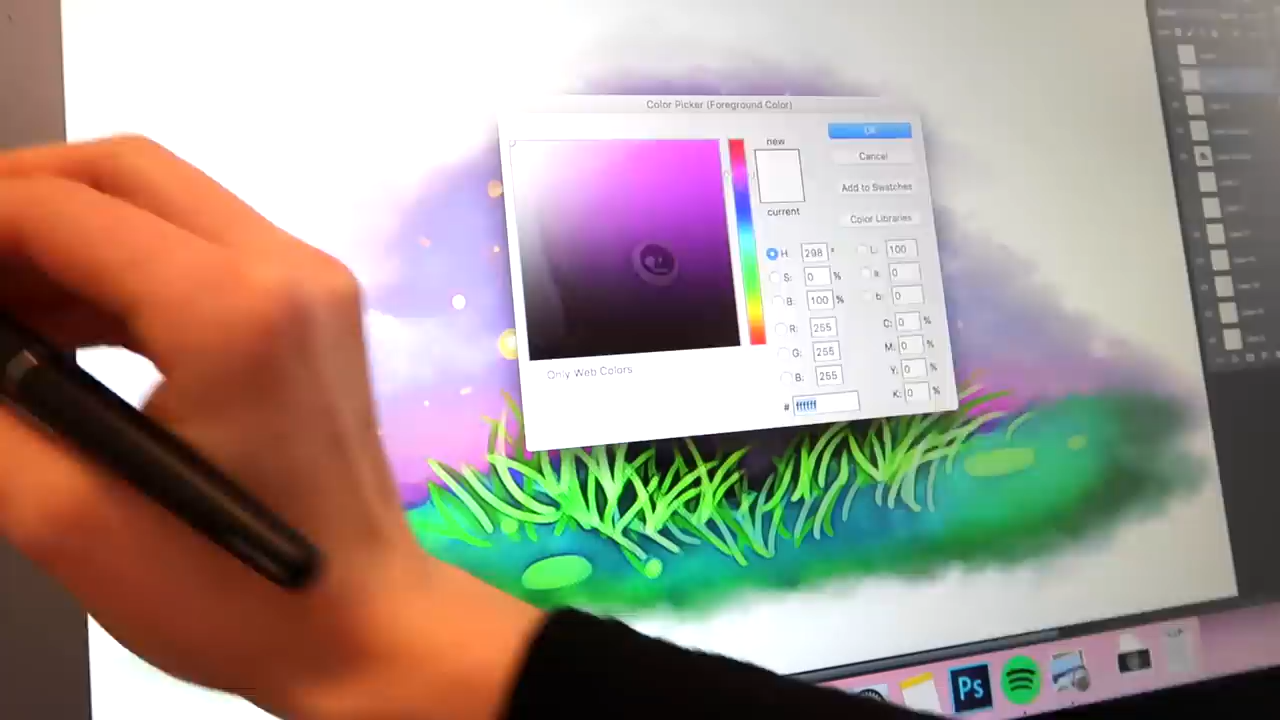 Color Picker (Foreground Color)
new
current
OK
Cancel
Add to Swatches
Color Libraries
H: 298 °
S: 0 %
B: 100 %
R: 255
G: 255
B: 255
# ffffff
L: 100
a: 0
b: 0
C: 0 %
M: 0 %
Y: 0 %
K: 0 %
Only Web Colors
Ps